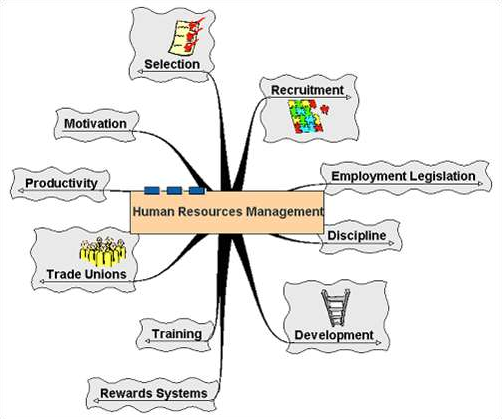 Selection
Recruitment
Motivation
Employment Legislation
Productivity
Human Resources Management
Discipline
Trade Unions
Training
Development
Rewards Systems